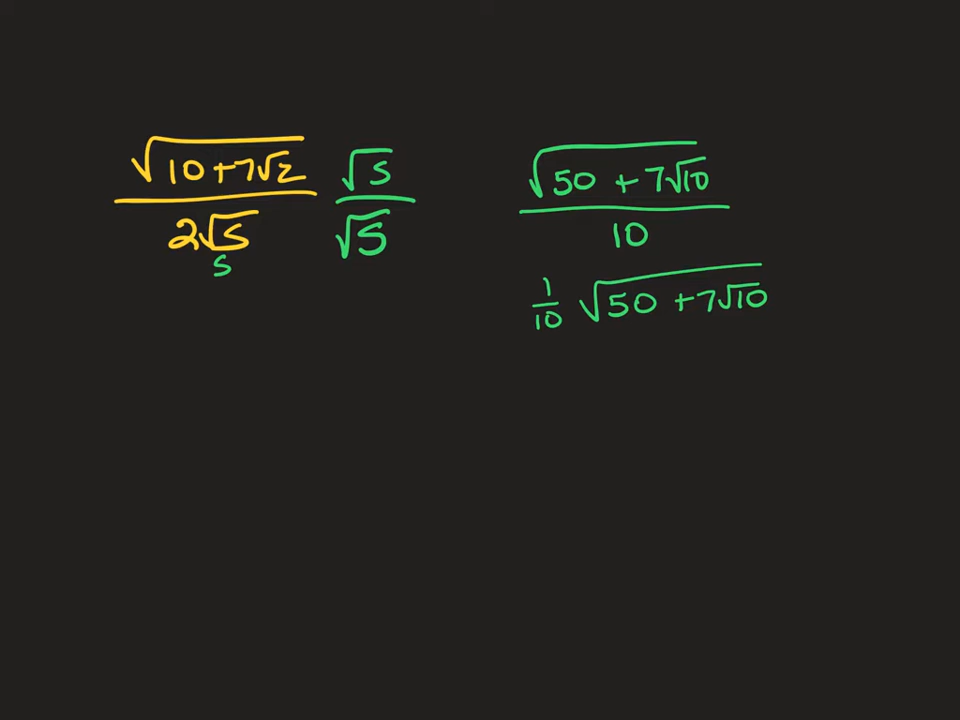 √(10+7√2) / 2√5 √5 / √5
5
√(50 + 7√10) / 10
1/10 √(50 + 7√10)